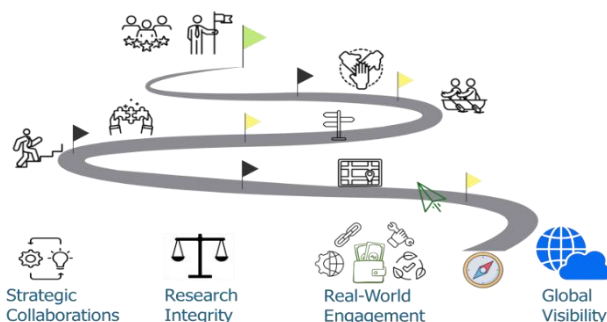 Strategic
Collaborations
Research
Integrity
Real-World
Engagement
Global
Visibility